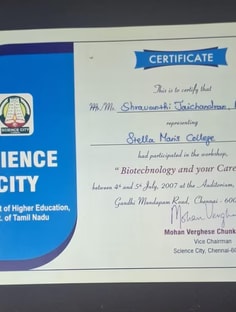 CERTIFICATE
This is to certify that
Ms./Mr. Shravanthi Jaichandran,
representing
Stella Maris College
had participated in the workshop,
"Biotechnology and your Care
between 4th and 5th July, 2007 at the Auditorium,
Gandhi Mandapam Road, Chennai - 600
Mohan Vergh
Mohan Verghese Chunk
Vice Chairman
Science City, Chennai-60
SCIENCE CITY
IENCE
CITY
t of Higher Education,
t. of Tamil Nadu